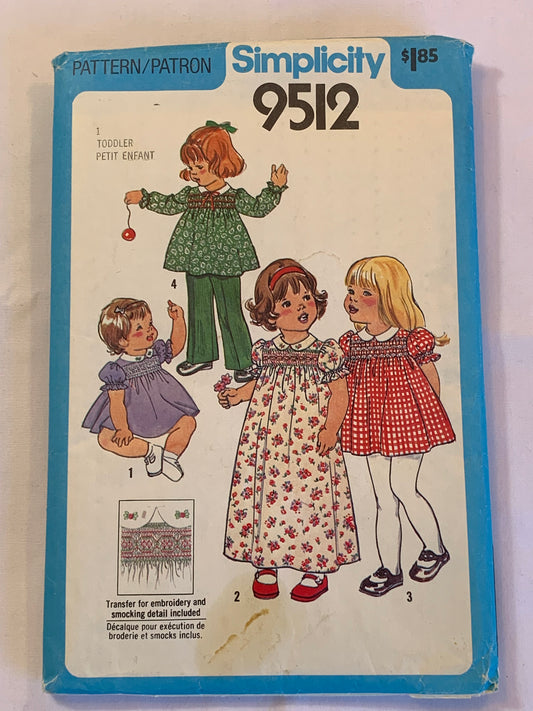 PATTERN/PATRON
Simplicity
$1.85
9512
1
TODDLER
PETIT ENFANT
4
1
2
3
Transfer for embroidery and
smocking detail included
Décalque pour exécution de
broderie et smocks inclus.